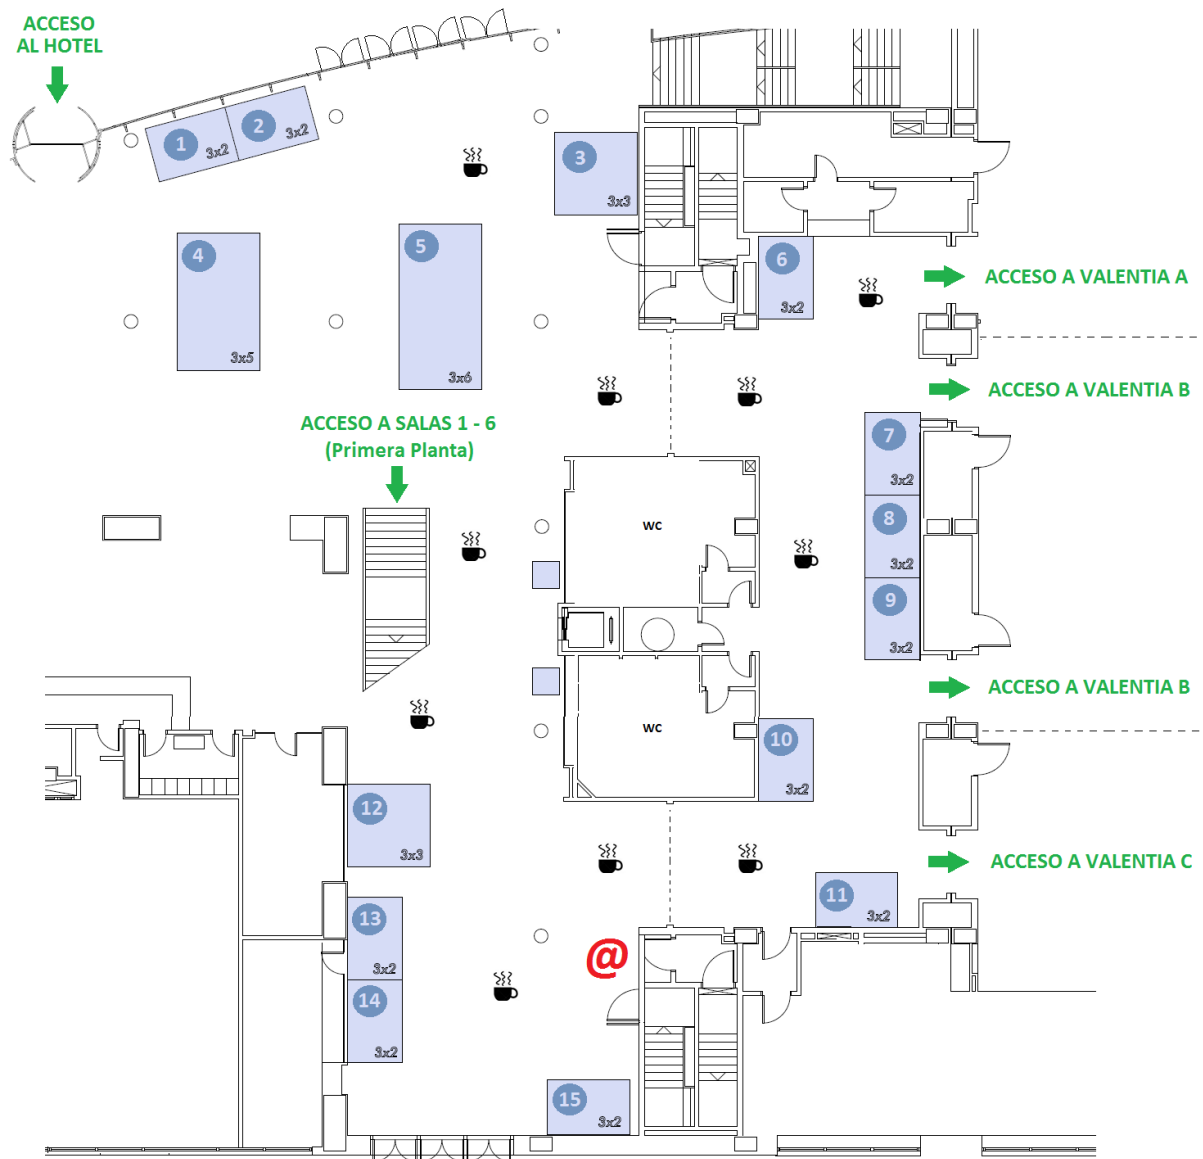 ACCESO
AL HOTEL
1
3x2
2
3x2
3
3x3
4
3x5
5
3x6
6
3x2
ACCESO A VALENTIA A
ACCESO A VALENTIA B
ACCESO A SALAS 1 - 6
(Primera Planta)
7
3x2
8
3x2
9
3x2
WC
ACCESO A VALENTIA B
WC
10
3x2
12
3x3
ACCESO A VALENTIA C
11
3x2
13
3x2
@
14
3x2
15
3x2